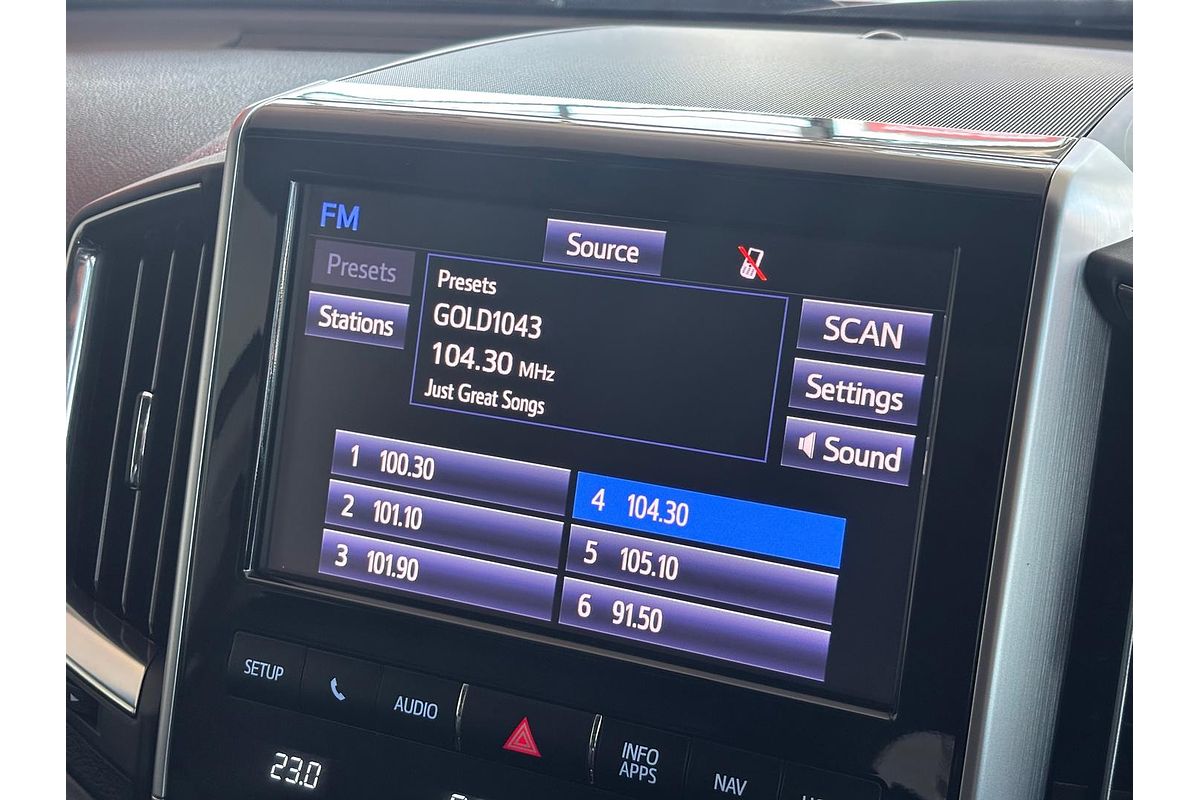 FM
Source
Presets
Stations
Presets
GOLD1043
104.30 MHz
Just Great Songs
SCAN
Settings
Sound
1 100.30
2 101.10
3 101.90
4 104.30
5 105.10
6 91.50
SETUP
AUDIO
INFO
APPS
NAV
23.0